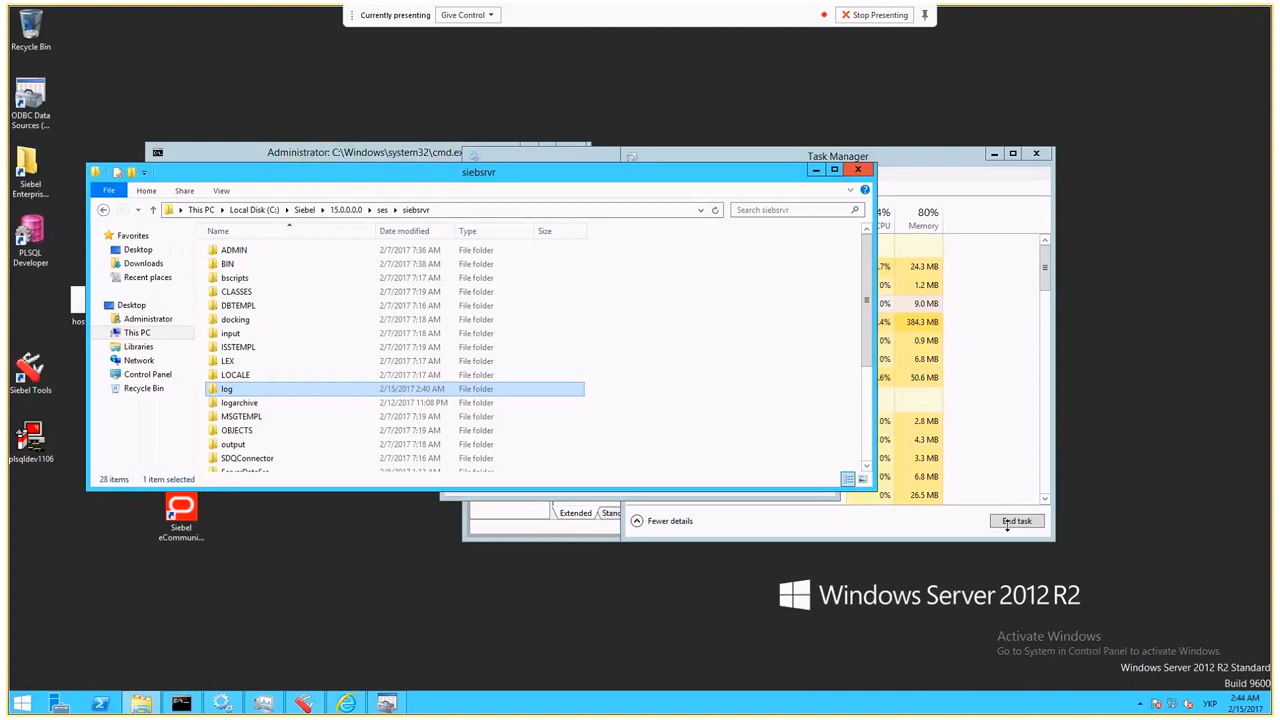 Currently presenting
Give Control
Stop Presenting
Recycle Bin
ODBC Data
Sources (...
Siebel
Enterpris...
PLSQL
Developer
Siebel Tools
plsqldev1106
Siebel
eCommuni...
Administrator: C:\Windows\system32\cmd.e
Task Manager
siebsrvr
File
Home
Share
View
This PC
Local Disk (C:)
Siebel
15.0.0.0.0
ses
siebsrvr
Search siebsrvr
Name
Date modified
Type
Size
Favorites
Desktop
Downloads
Recent places
Desktop
Administrator
This PC
Libraries
Network
Control Panel
Recycle Bin
ADMIN 2/7/2017 7:36 AM File folder
BIN 2/7/2017 7:38 AM File folder
bscripts 2/7/2017 7:17 AM File folder
CLASSES 2/7/2017 7:18 AM File folder
DBTEMPL 2/7/2017 7:16 AM File folder
docking 2/7/2017 7:18 AM File folder
input 2/7/2017 7:18 AM File folder
ISSTEMPL 2/7/2017 7:18 AM File folder
LEX 2/7/2017 7:17 AM File folder
LOCALE 2/7/2017 7:17 AM File folder
log 2/15/2017 2:40 AM File folder
logarchive 2/12/2017 11:08 PM File folder
MSGTEMPL 2/7/2017 7:19 AM File folder
OBJECTS 2/7/2017 7:19 AM File folder
output 2/7/2017 7:18 AM File folder
SDQConnector 2/7/2017 7:16 AM File folder
28 items
1 item selected
4% 80%
CPU Memory
7% 24.3 MB
1.2 MB
0% 9.0 MB
.4% 384.3 MB
0% 0.9 MB
0% 6.8 MB
.6% 50.6 MB
0% 2.8 MB
0% 4.3 MB
0% 3.3 MB
0% 6.8 MB
0% 26.5 MB
Extended
Stanc
Fewer details
End task
Windows Server 2012 R2
Activate Windows
Go to System in Control Panel to activate Windows.
Windows Server 2012 R2 Standard
Build 9600
УКР
2:44 AM
2/15/2017